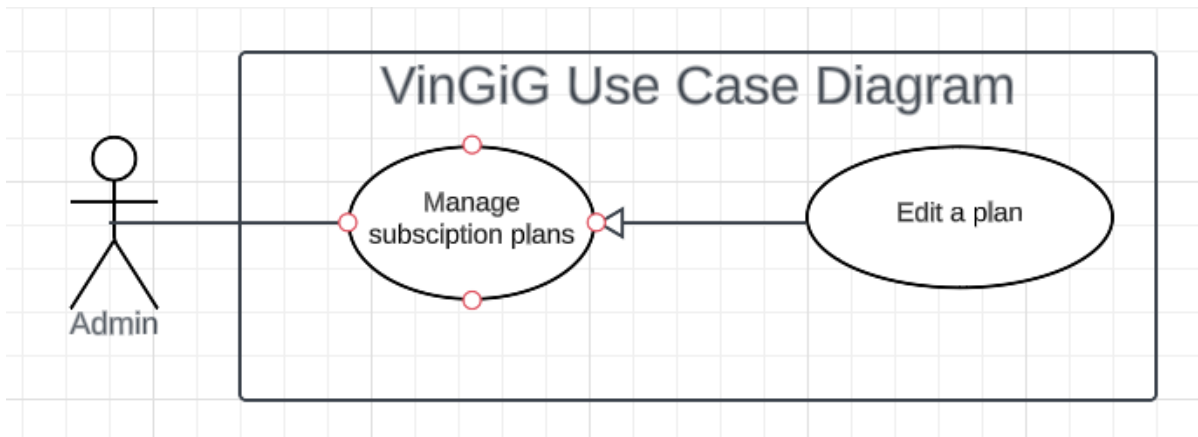 VinGiG Use Case Diagram
Manage
subsciption plans
Edit a plan
Admin